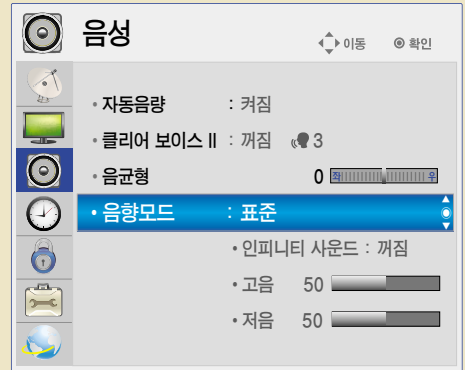 음성 이동 확인
• 자동음량 : 켜짐
• 클리어 보이스 II : 꺼짐 3
• 음균형 0 좌 우
• 음향모드 : 표준
• 인피니티 사운드 : 꺼짐
• 고음 50
• 저음 50